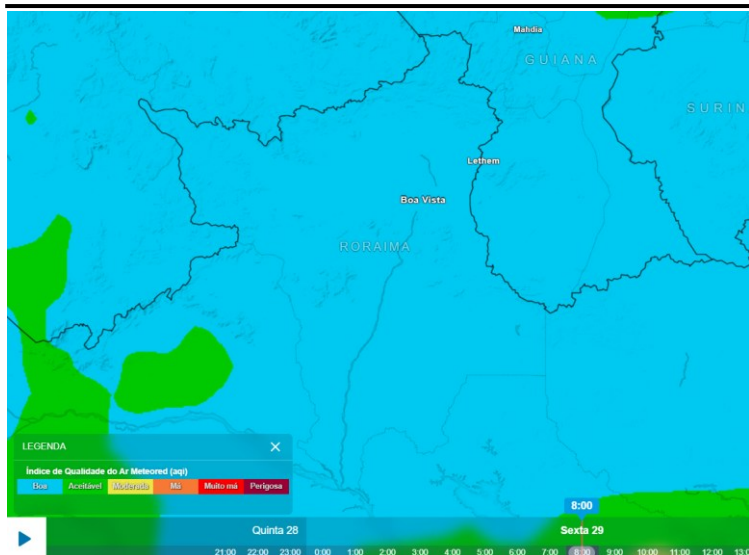 Mahdia
GUIANA
SURIN
Lethem
Boa Vista
RORAIMA
LEGENDA
Índice de Qualidade do Ar Meteored (aqi)
Boa Aceitável Moderada Má Muito má Perigosa
8:00
Quinta 28 Sexta 29
21:00 22:00 23:00 0:00 1:00 2:00 3:00 4:00 5:00 6:00 7:00 8:00 9:00 10:00 11:00 12:00